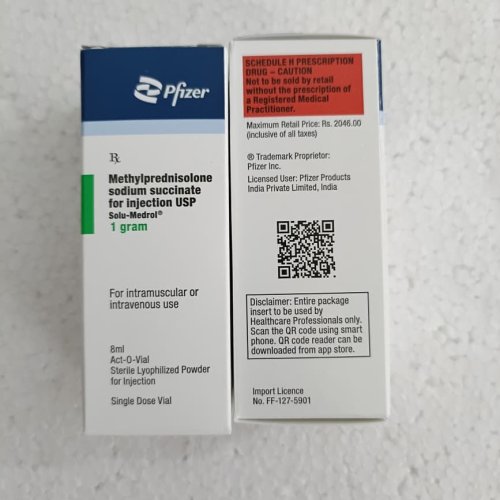 Pfizer
Rx
Methylprednisolone
sodium succinate
for injection USP
Solu-Medrol®
1 gram
For intramuscular or
intravenous use
8ml
Act-O-Vial
Sterile Lyophilized Powder
for Injection
Single Dose Vial
SCHEDULE H PRESCRIPTION
DRUG – CAUTION
Not to be sold by retail
without the prescription of
a Registered Medical
Practitioner.
Maximum Retail Price: Rs. 2046.00
(inclusive of all taxes)
® Trademark Proprietor:
Pfizer Inc.
Licensed User: Pfizer Products
India Private Limited, India
Disclaimer: Entire package
insert to be used by
Healthcare Professionals only.
Scan the QR code using smart
phone. QR code reader can be
downloaded from app store.
Import Licence
No. FF-127-5901